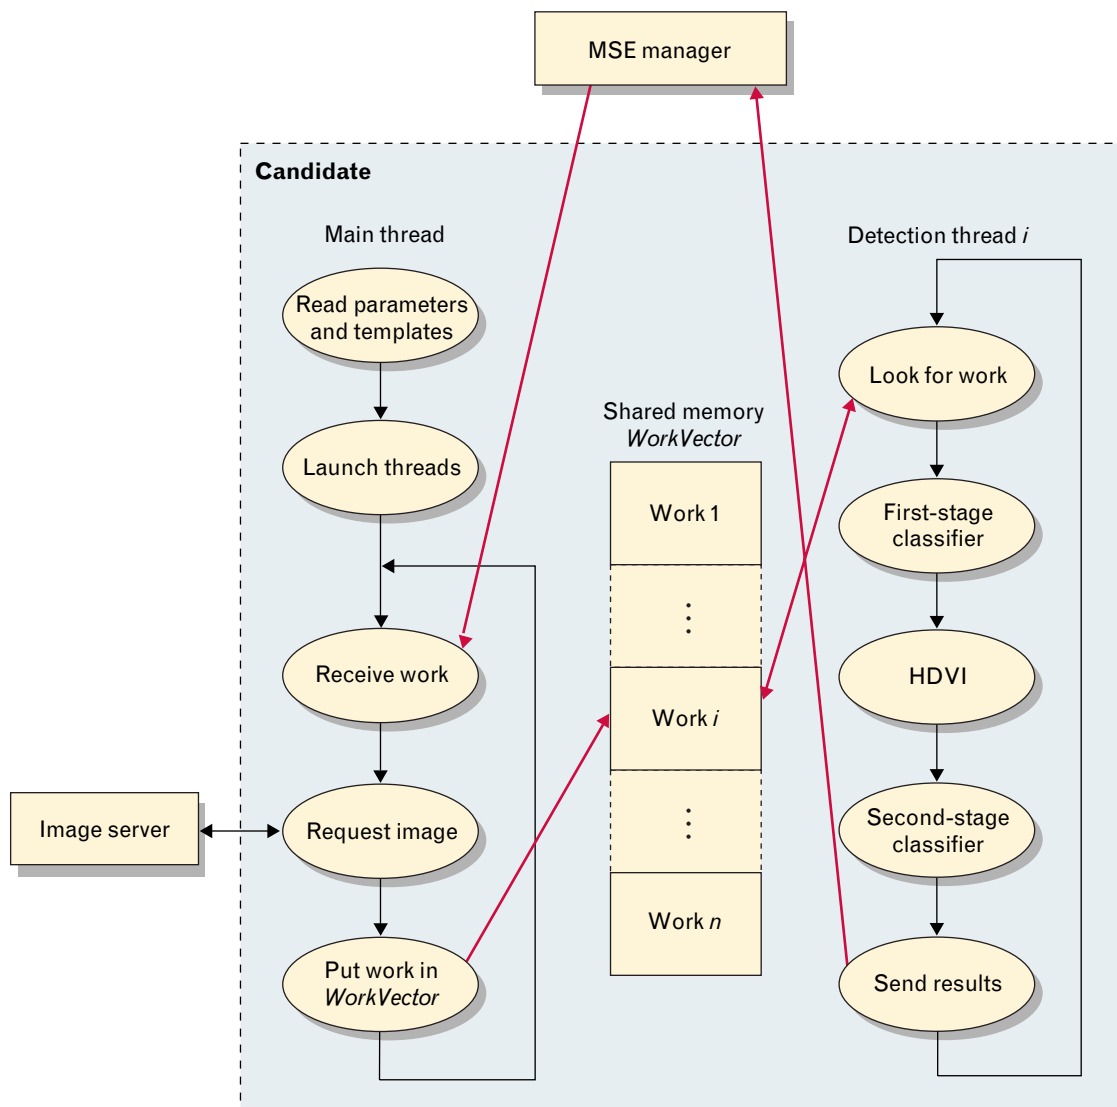 MSE manager
Candidate
Main thread
Read parameters
and templates
Launch threads
Receive work
Request image
Put work in
WorkVector
Image server
Shared memory
WorkVector
Work 1
⋮
Work i
⋮
Work n
Detection thread i
Look for work
First-stage
classifier
HDVI
Second-stage
classifier
Send results